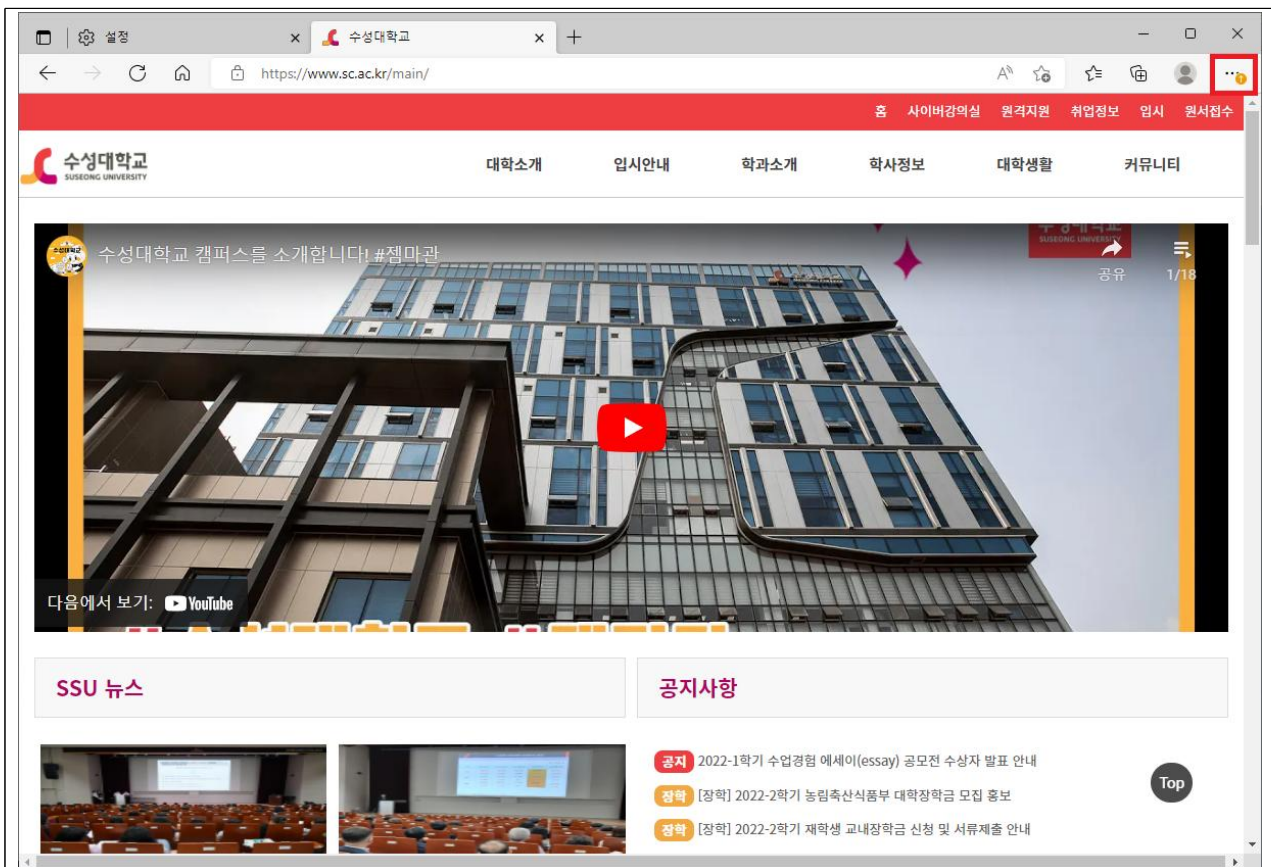 설정
수성대학교
https://www.sc.ac.kr/main/
홈 사이버강의실 원격지원 취업정보 입시 원서접수
수성대학교
SUSEONG UNIVERSITY
대학소개 입시안내 학과소개 학사정보 대학생활 커뮤니티
수성대학교 캠퍼스를 소개합니다! #젬마관
SUSEONG UNIVERSITY
공유 1/18
다음에서 보기: YouTube
SSU 뉴스
공지사항
공지 2022-1학기 수업경험 에세이(essay) 공모전 수상자 발표 안내
장학 [장학] 2022-2학기 농림축산식품부 대학장학금 모집 홍보
장학 [장학] 2022-2학기 재학생 교내장학금 신청 및 서류제출 안내
Top